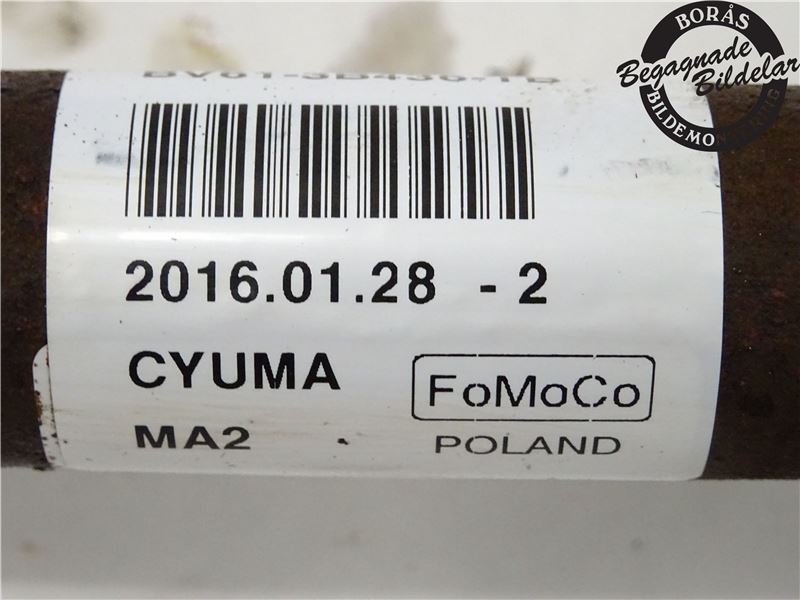 2016.01.28 - 2
CYUMA
FoMoCo
MA2
POLAND
BORÅS
Begagnade
Bildelar